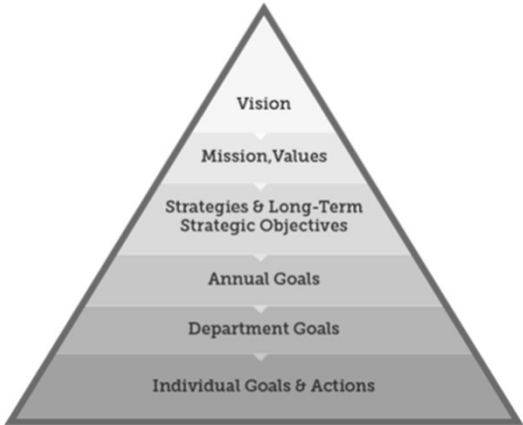 Vision
Mission,Values
Strategies & Long-Term
Strategic Objectives
Annual Goals
Department Goals
Individual Goals & Actions